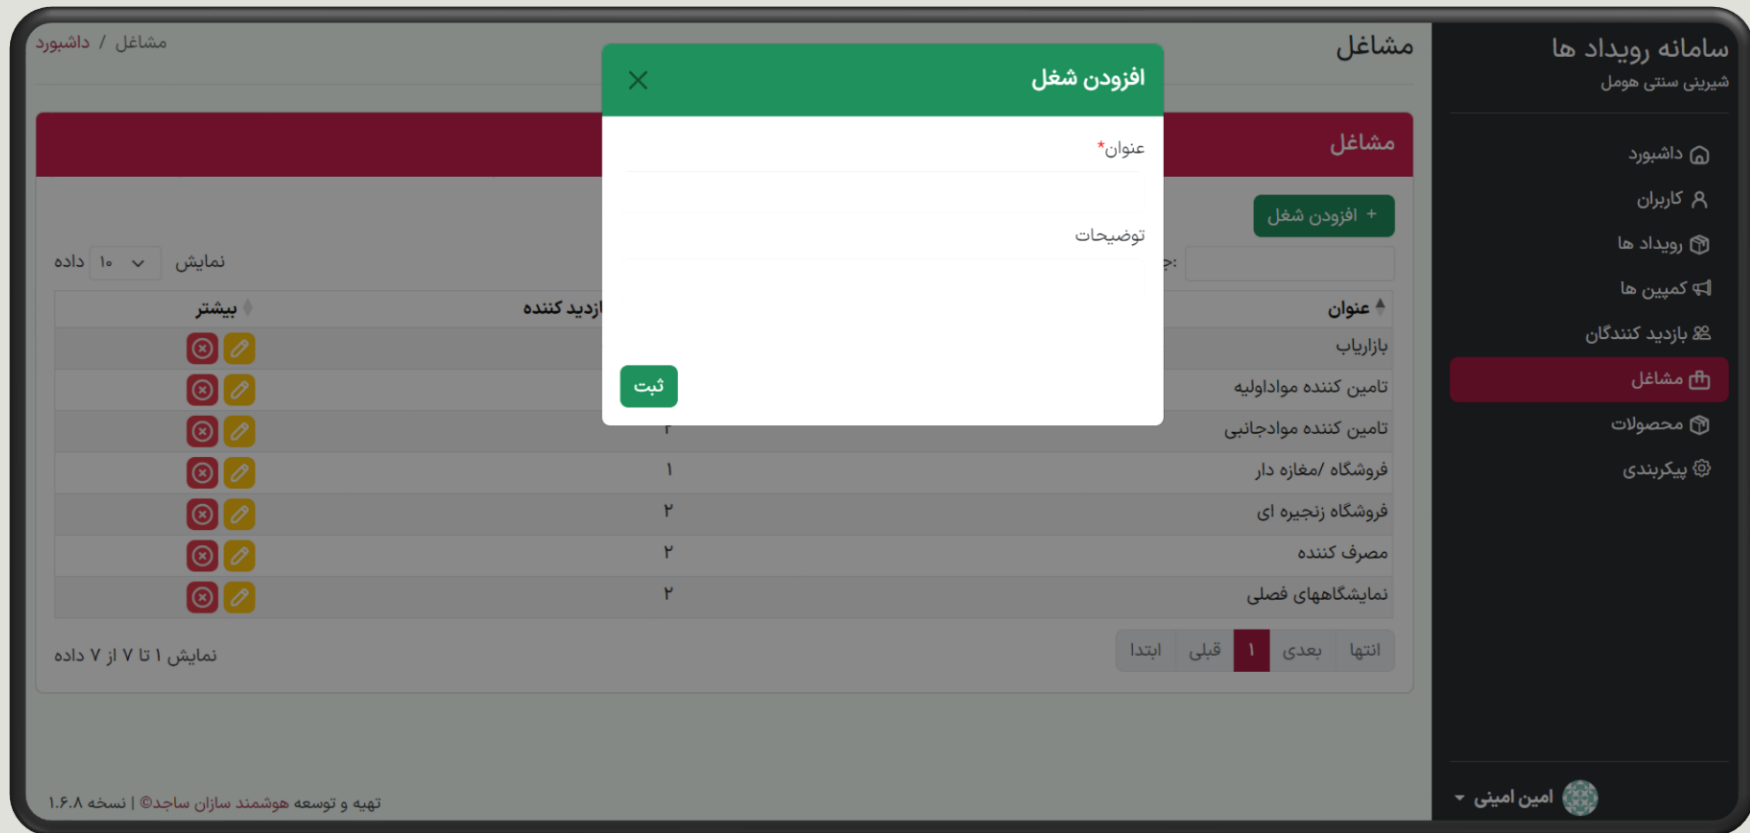 سامانه رویداد ها
شیرینی سنتی هومل
داشبورد
کاربران
رویداد ها
کمپین ها
بازدید کنندگان
مشاغل
محصولات
پیکربندی
امین امینی
مشاغل
داشبورد / مشاغل
مشاغل
+ افزودن شغل
نمایش ۱۰ داده
عنوان
بیشتر
بازاریاب
تامین کننده مواداولیه
تامین کننده موادجانبی
فروشگاه /مغازه دار ۱
فروشگاه زنجیره ای ۲
مصرف کننده ۲
نمایشگاههای فصلی ۲
انتها بعدی ۱ قبلی ابتدا
نمایش ۱ تا ۷ از ۷ داده
افزودن شغل
عنوان*
توضیحات
ثبت
تهیه و توسعه هوشمند سازان ساجد© | نسخه ۱.۶.۸